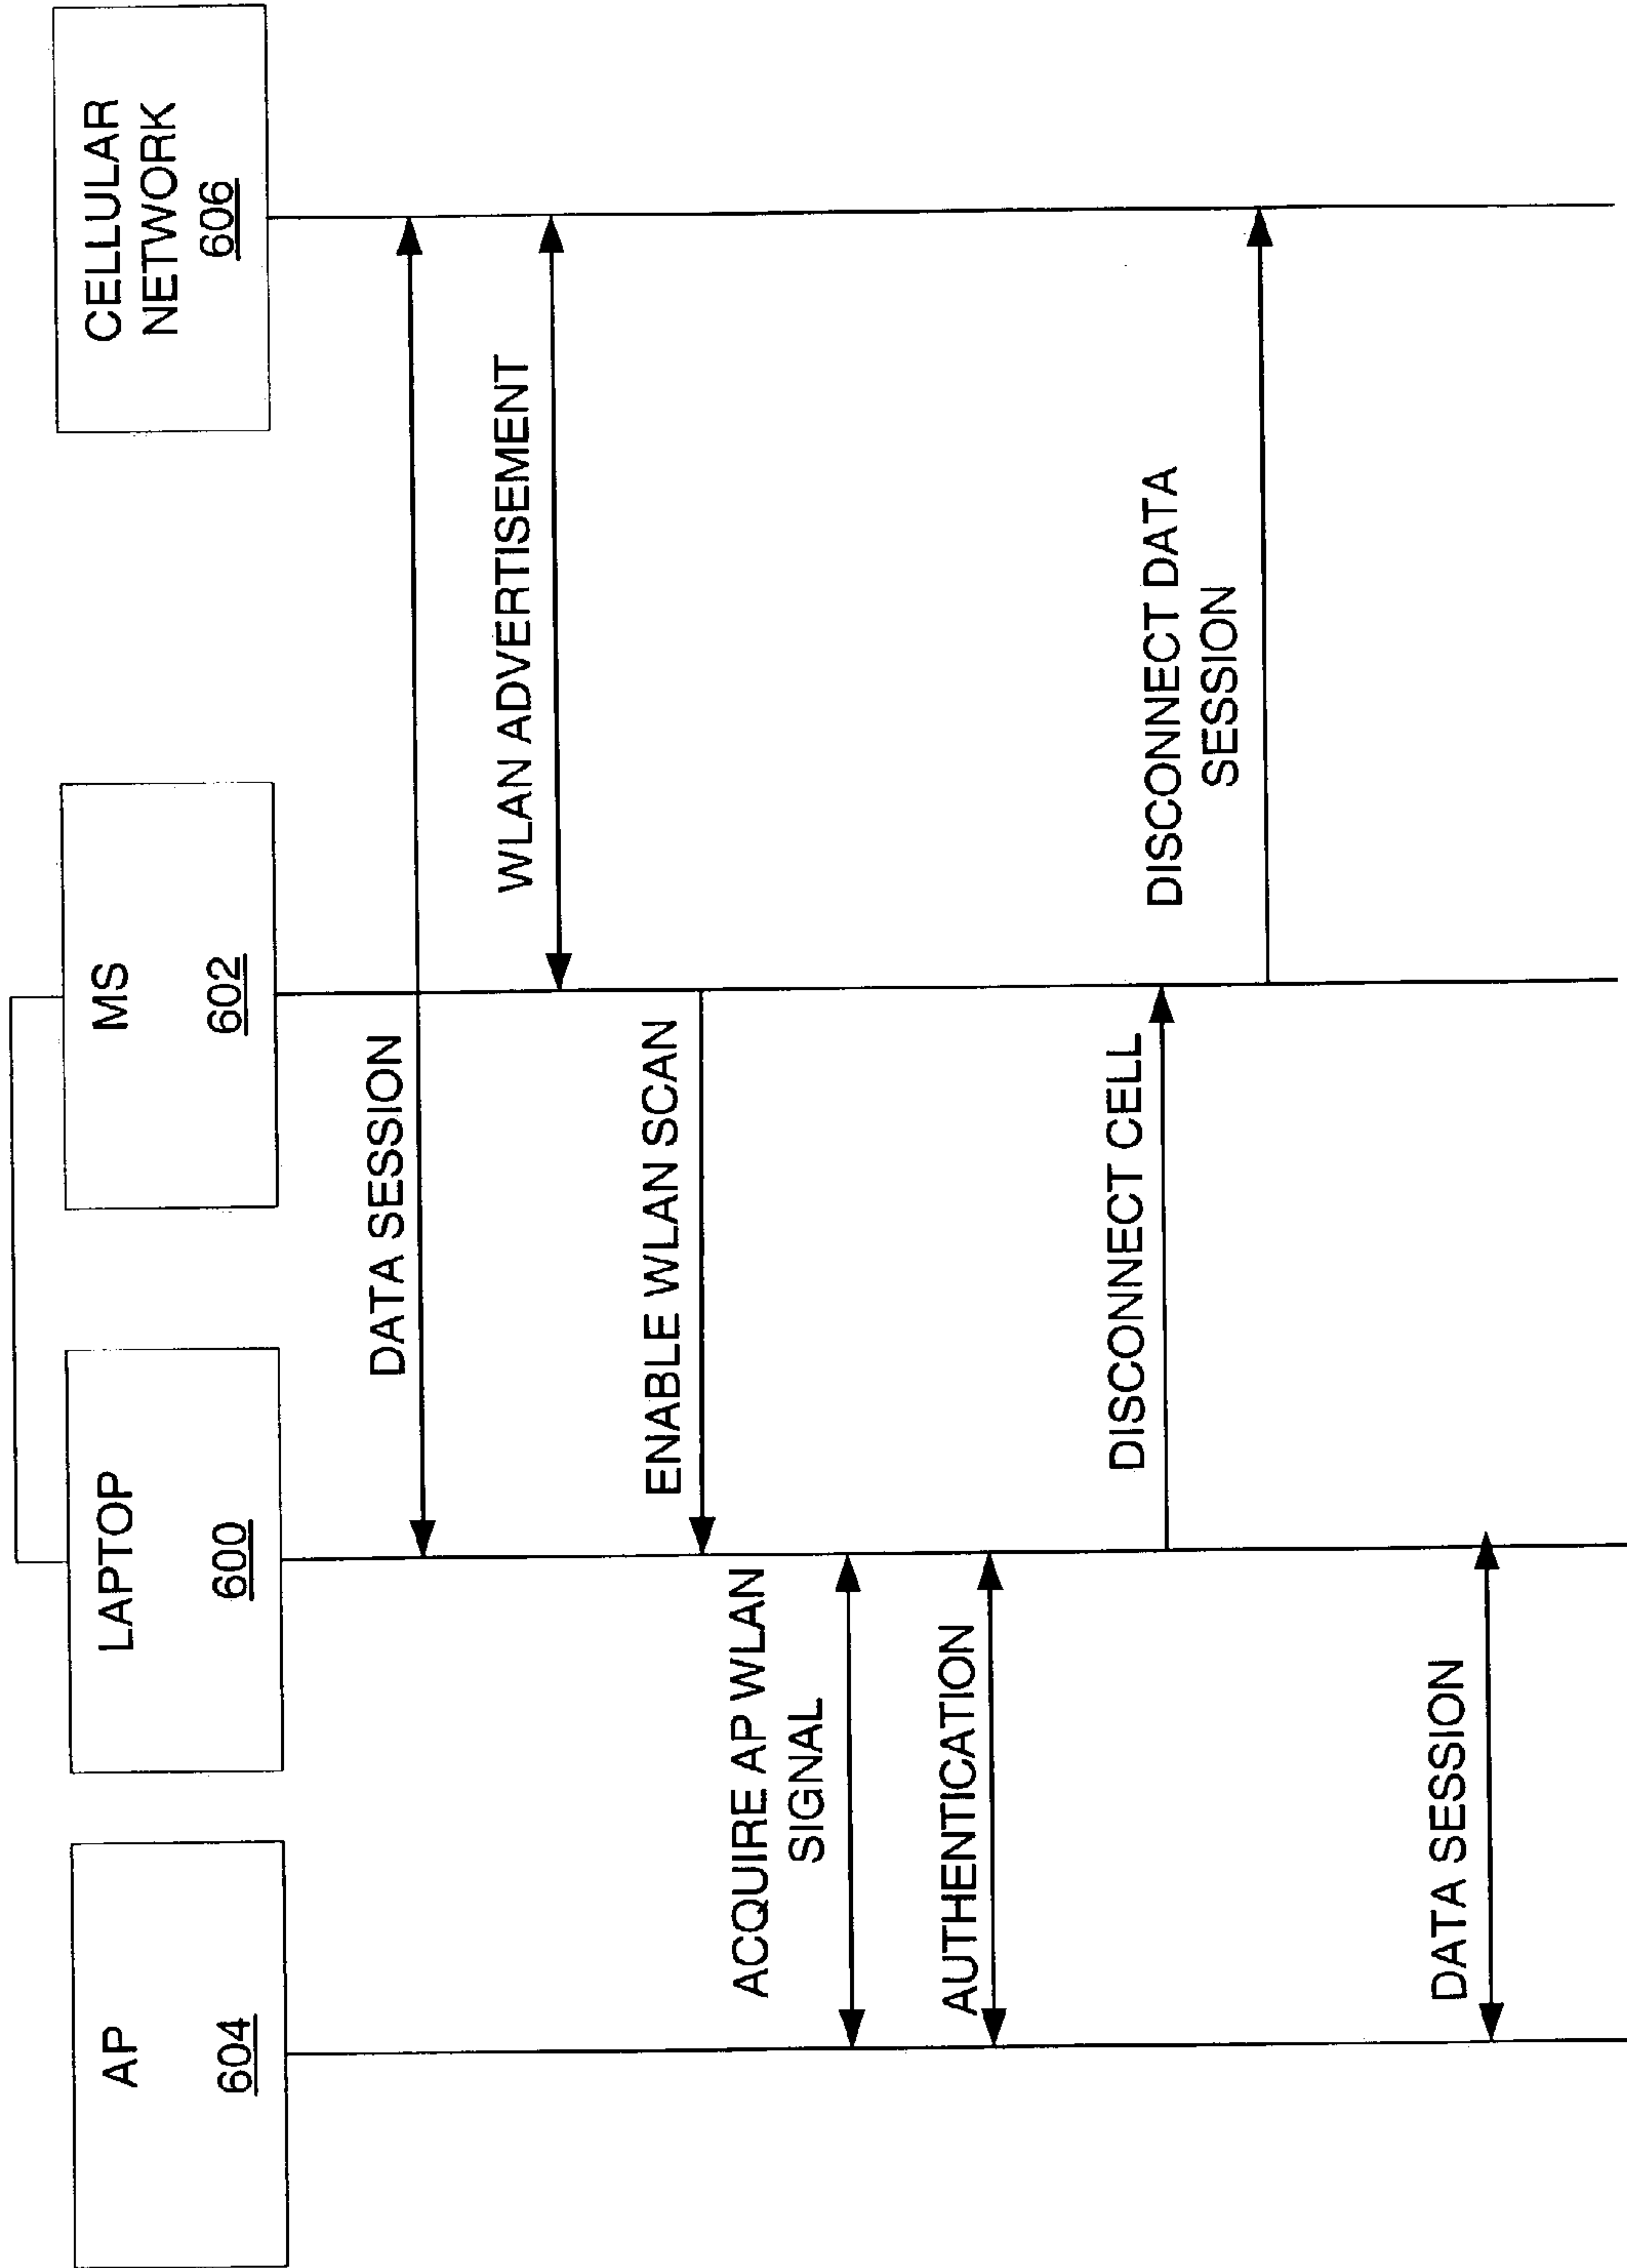 AP
604
LAPTOP
600
MS
602
CELLULAR
NETWORK
606
DATA SESSION
WLAN ADVERTISEMENT
ENABLE WLAN SCAN
ACQUIRE AP WLAN
SIGNAL
AUTHENTICATION
DISCONNECT CELL
DISCONNECT DATA
SESSION
DATA SESSION